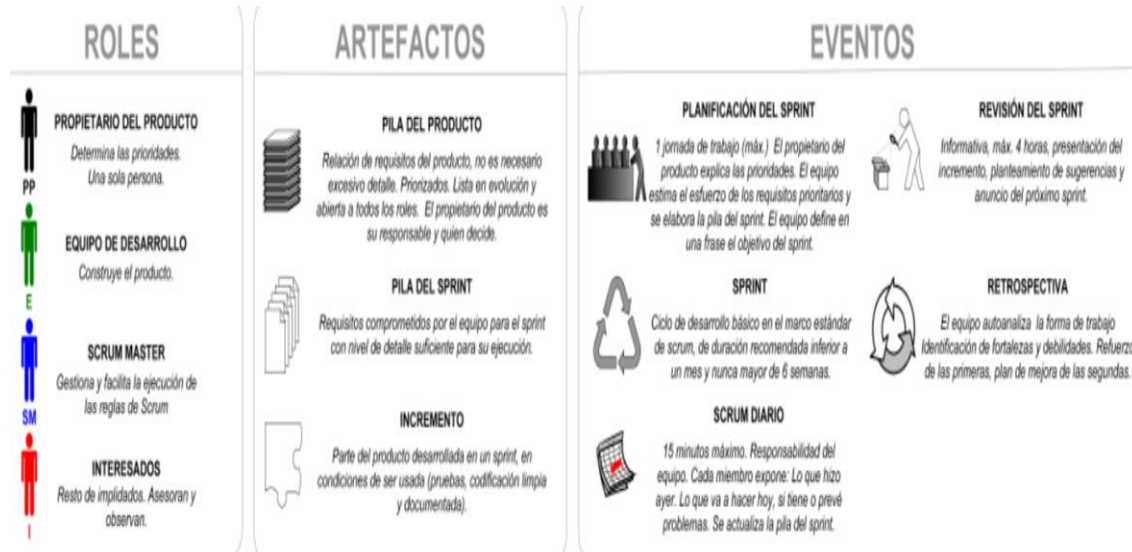 ROLES
PROPIETARIO DEL PRODUCTO
Determina las prioridades.
Una sola persona.
PP
EQUIPO DE DESARROLLO
Construye el producto.
E
SCRUM MASTER
Gestiona y facilita la ejecución de
las reglas de Scrum
SM
INTERESADOS
Resto de implidados. Asesoran y
observan.
I
ARTEFACTOS
PILA DEL PRODUCTO
Relación de requisitos del producto, no es necesario
excesivo detalle. Priorizados. Lista en evolución y
abierta a todos los roles. El propietario del producto es
su responsable y quien decide.
PILA DEL SPRINT
Requisitos comprometidos por el equipo para el sprint
con nivel de detalle suficiente para su ejecución.
INCREMENTO
Parte del producto desarrollada en un sprint, en
condiciones de ser usada (pruebas, codificación limpia
y documentada).
EVENTOS
PLANIFICACIÓN DEL SPRINT
1 jornada de trabajo (máx.) El propietario del
producto explica las prioridades. El equipo
estima el esfuerzo de los requisitos prioritarios y
se elabora la pila del sprint. El equipo define en
una frase el objetivo del sprint.
SPRINT
Ciclo de desarrollo básico en el marco estándar
de scrum, de duración recomendada inferior a
un mes y nunca mayor de 6 semanas.
SCRUM DIARIO
15 minutos máximo. Responsabilidad del
equipo. Cada miembro expone: Lo que hizo
ayer. Lo que va a hacer hoy, si tiene o prevé
problemas. Se actualiza la pila del sprint.
REVISIÓN DEL SPRINT
Informativa, máx. 4 horas, presentación del
incremento, planteamiento de sugerencias y
anuncio del próximo sprint.
RETROSPECTIVA
El equipo autoanaliza la forma de trabajo
Identificación de fortalezas y debilidades. Refuerzo
de las primeras, plan de mejora de las segundas.